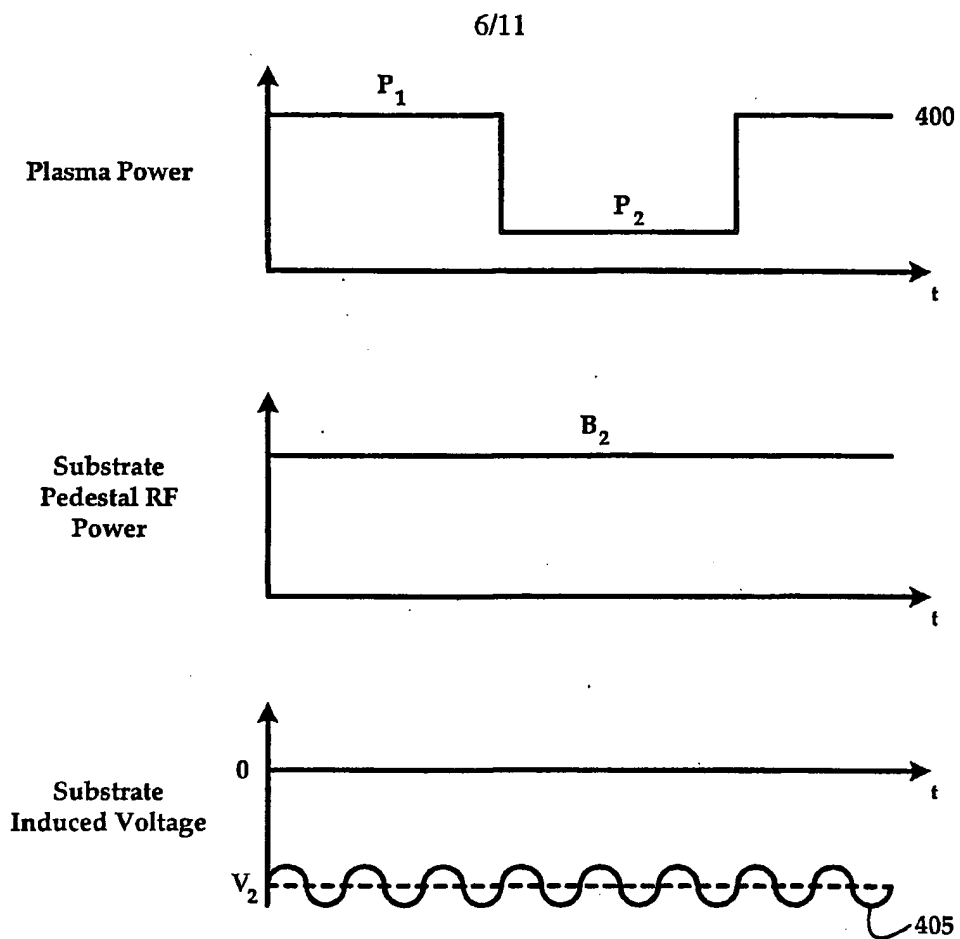 6/11
P1
400
Plasma Power
P2
t
B2
Substrate
Pedestal RF
Power
t
0
t
Substrate
Induced Voltage
V2
405